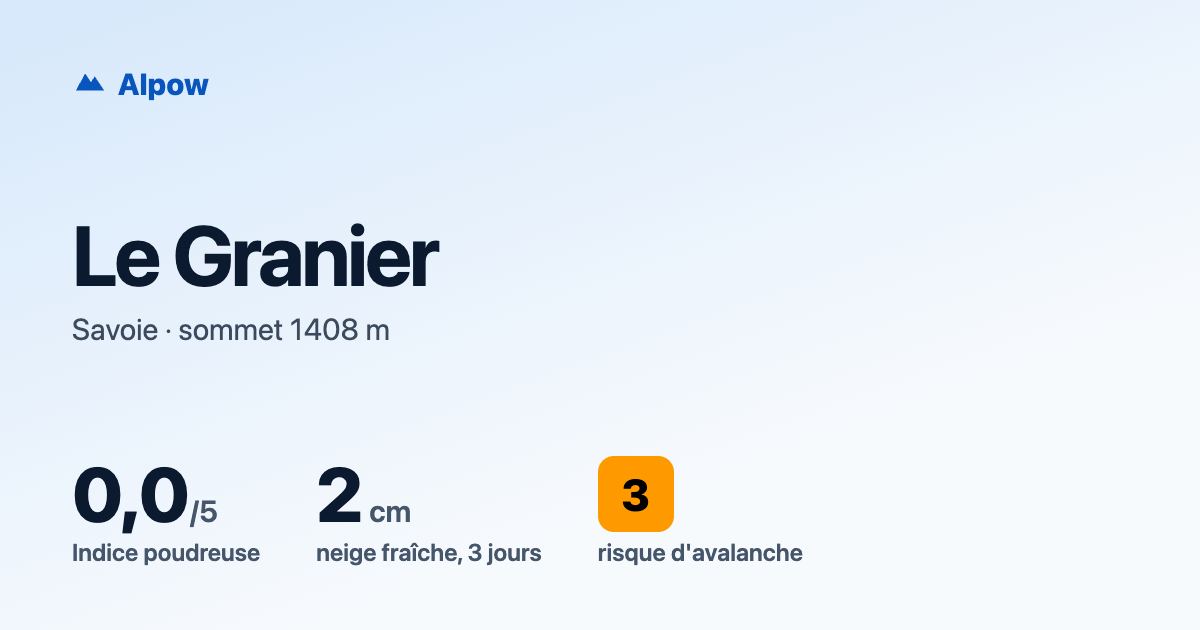 Alpow
Le Granier
Savoie · sommet 1408 m
0,0/5
Indice poudreuse
2 cm
neige fraîche, 3 jours
3
risque d'avalanche